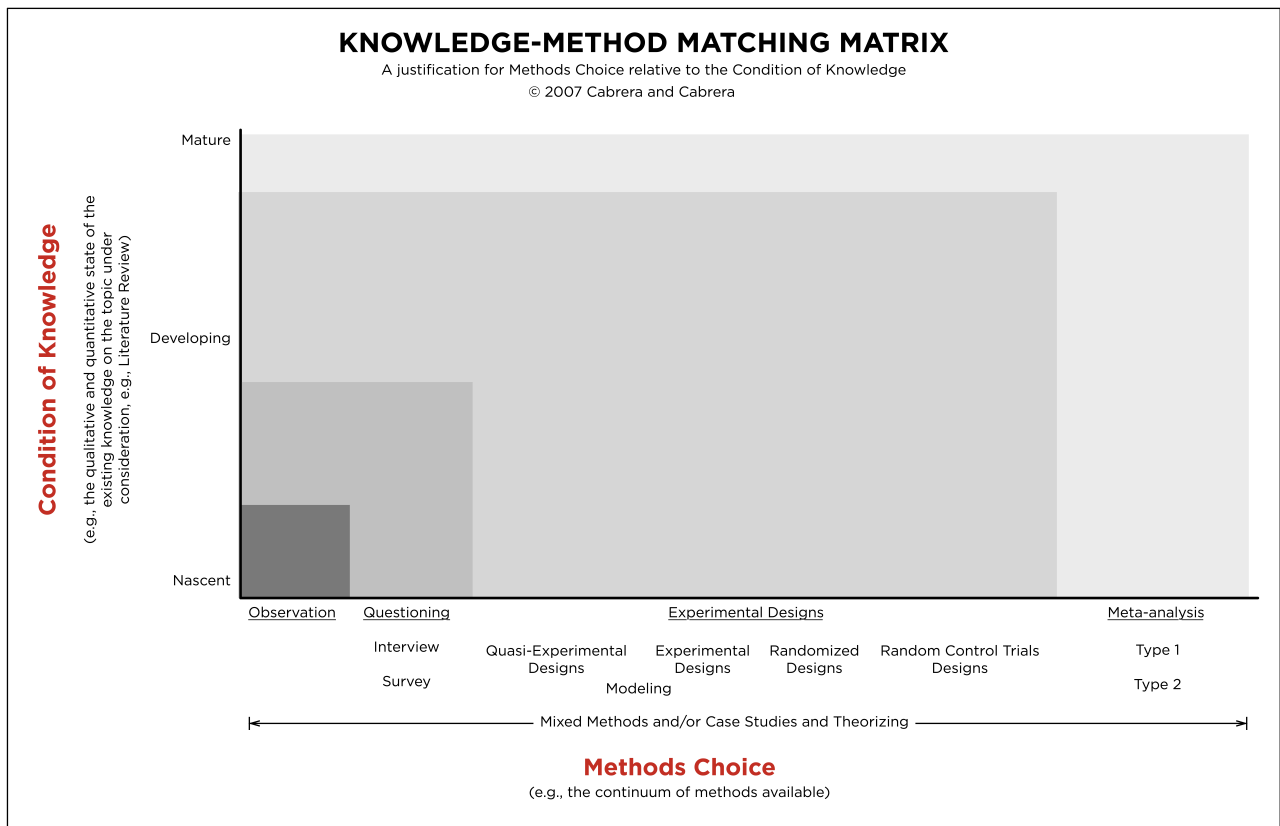 KNOWLEDGE-METHOD MATCHING MATRIX
A justification for Methods Choice relative to the Condition of Knowledge
© 2007 Cabrera and Cabrera
Condition of Knowledge
(e.g., the qualitative and quantitative state of the
existing knowledge on the topic under
consideration, e.g., Literature Review)
Mature
Developing
Nascent
Observation
Questioning
Interview
Survey
Experimental Designs
Quasi-Experimental
Designs
Experimental
Designs
Randomized
Designs
Random Control Trials
Designs
Modeling
Meta-analysis
Type 1
Type 2
Mixed Methods and/or Case Studies and Theorizing
Methods Choice
(e.g., the continuum of methods available)